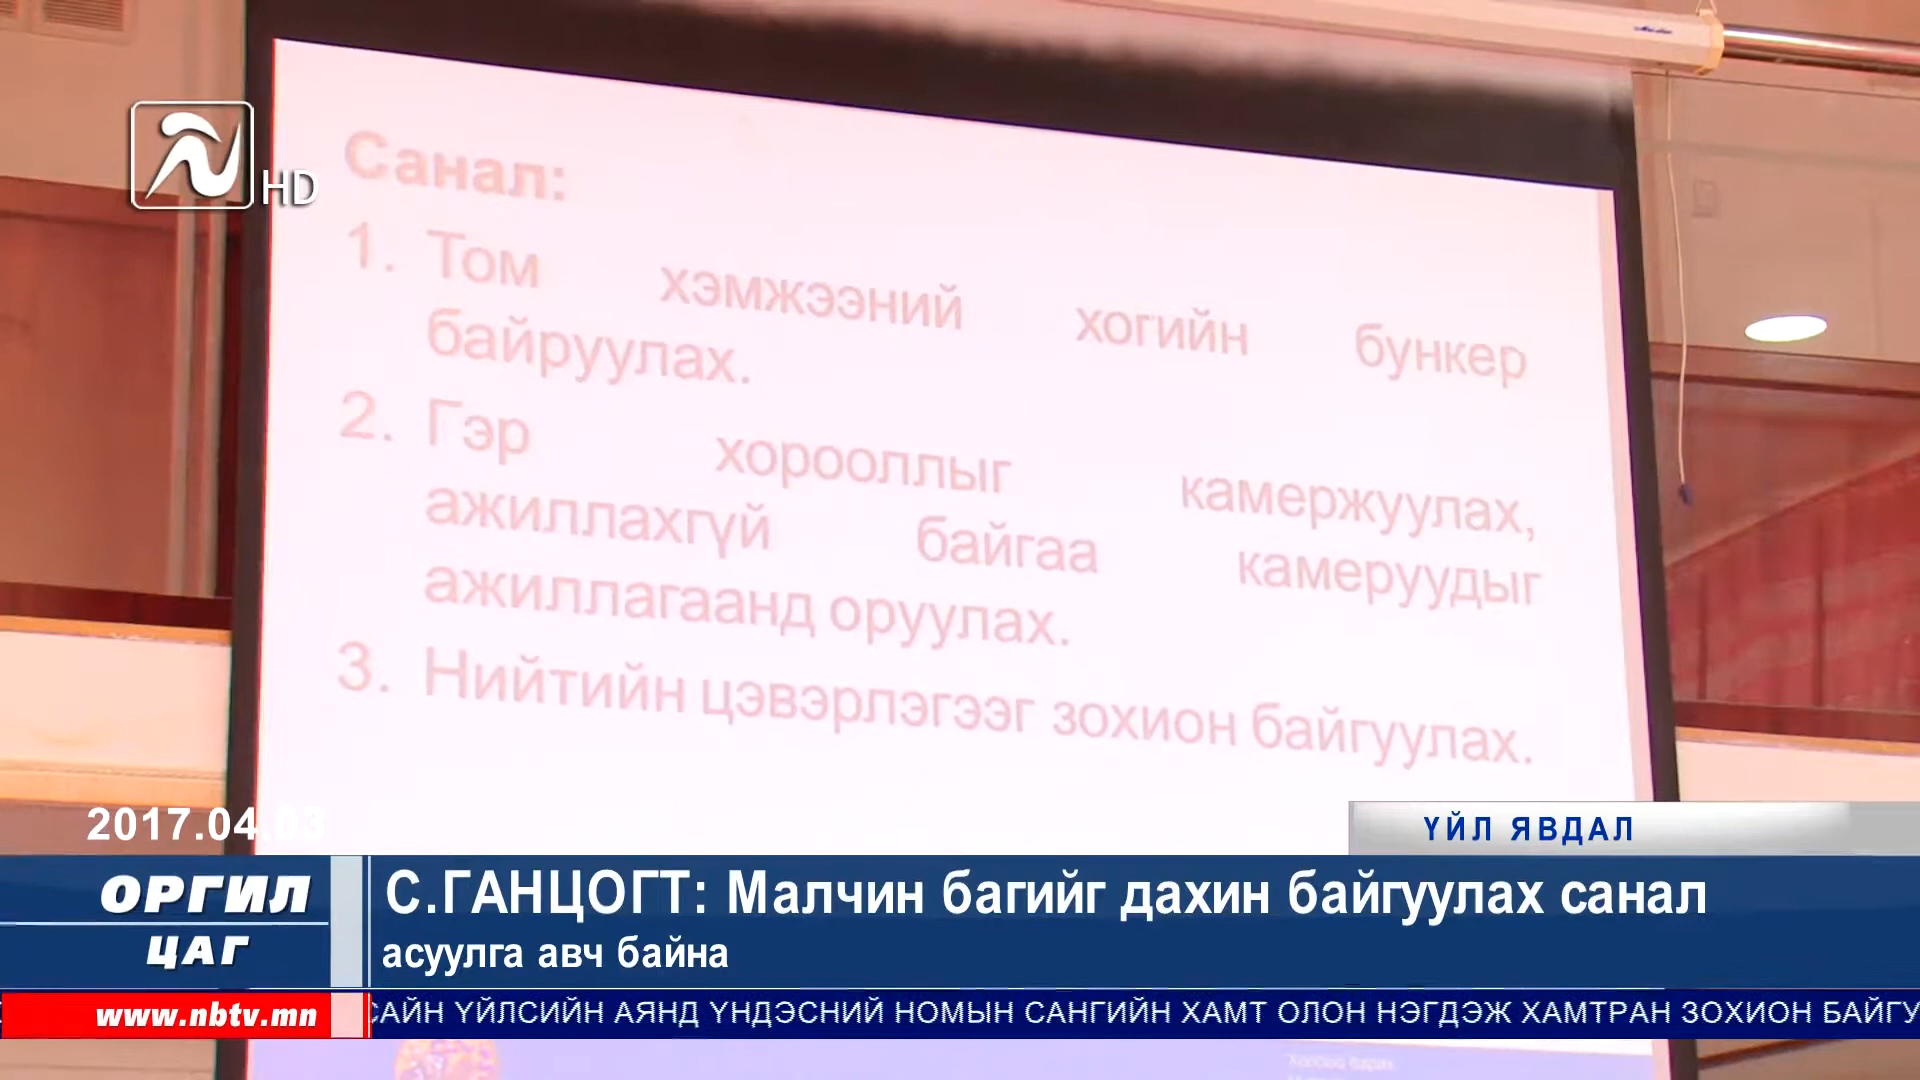 HD
Санал:
1. Том хэмжээний хогийн бункер
байруулах.
2. Гэр хорооллыг камержуулах,
ажиллахгүй байгаа камеруудыг
ажиллагаанд оруулах.
3. Нийтийн цэвэрлэгээг зохион байгуулах.
2017.04.03
ҮЙЛ ЯВДАЛ
ОРГИЛ
ЦАГ
С.ГАНЦОГТ: Малчин багийг дахин байгуулах санал
асуулга авч байна
www.nbtv.mn
САЙН ҮЙЛСИЙН АЯНД ҮНДЭСНИЙ НОМЫН САНГИЙН ХАМТ ОЛОН НЭГДЭЖ ХАМТРАН ЗОХИОН БАЙГУ